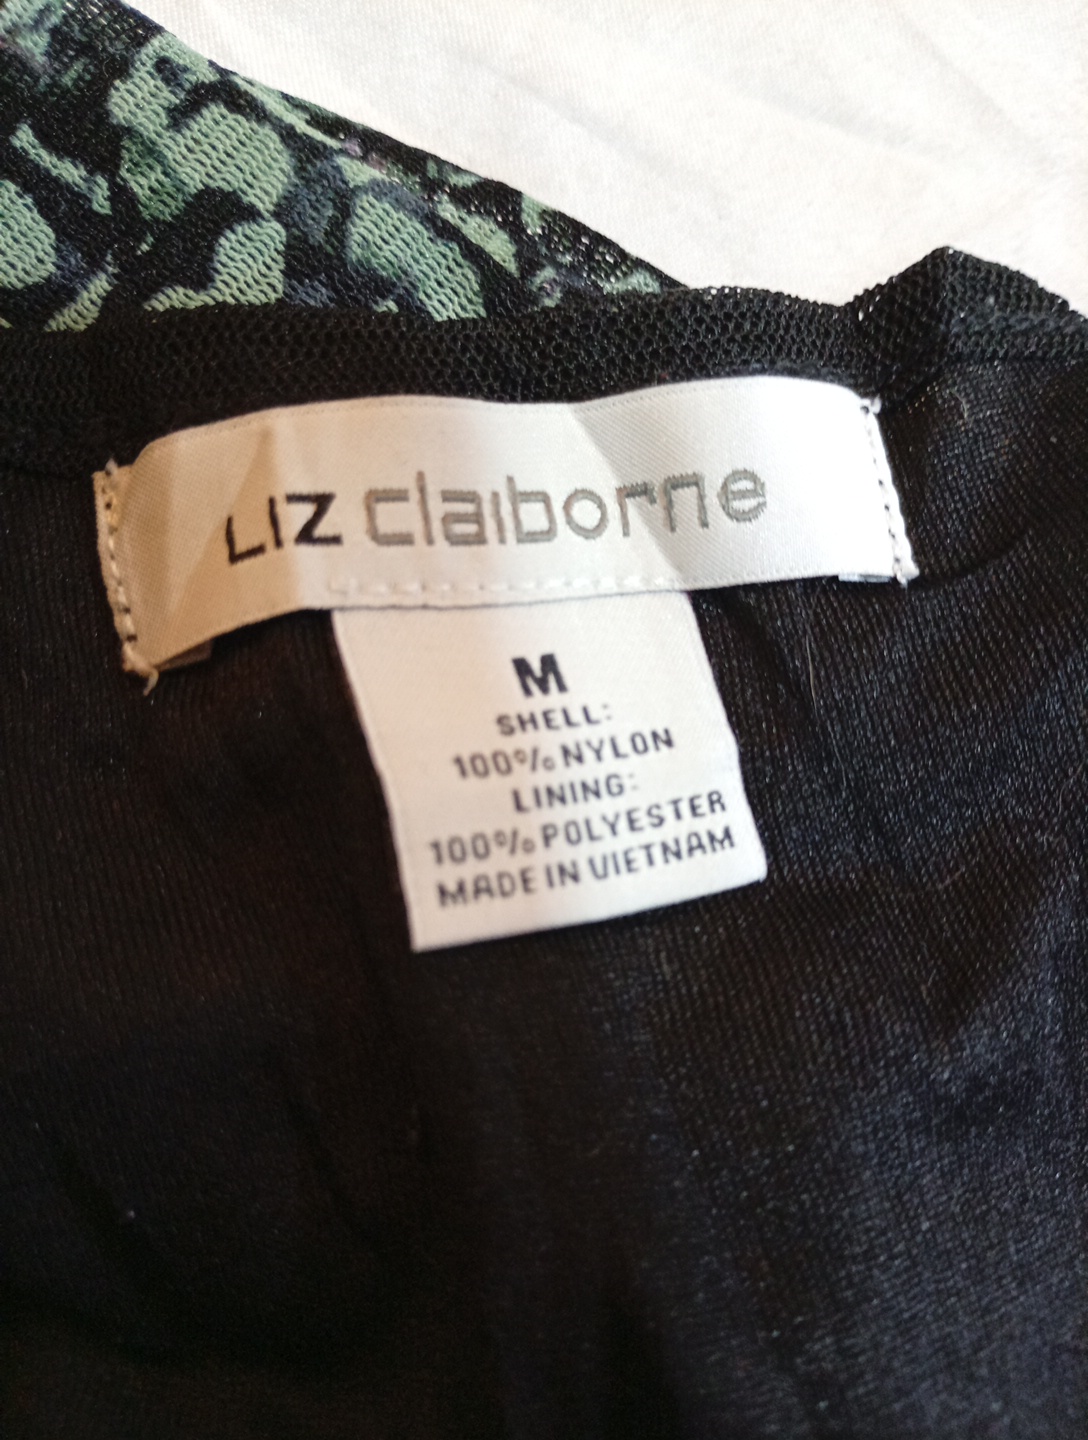 LIZ claiborne
M
SHELL:
100% NYLON
LINING:
100% POLYESTER
MADE IN VIETNAM